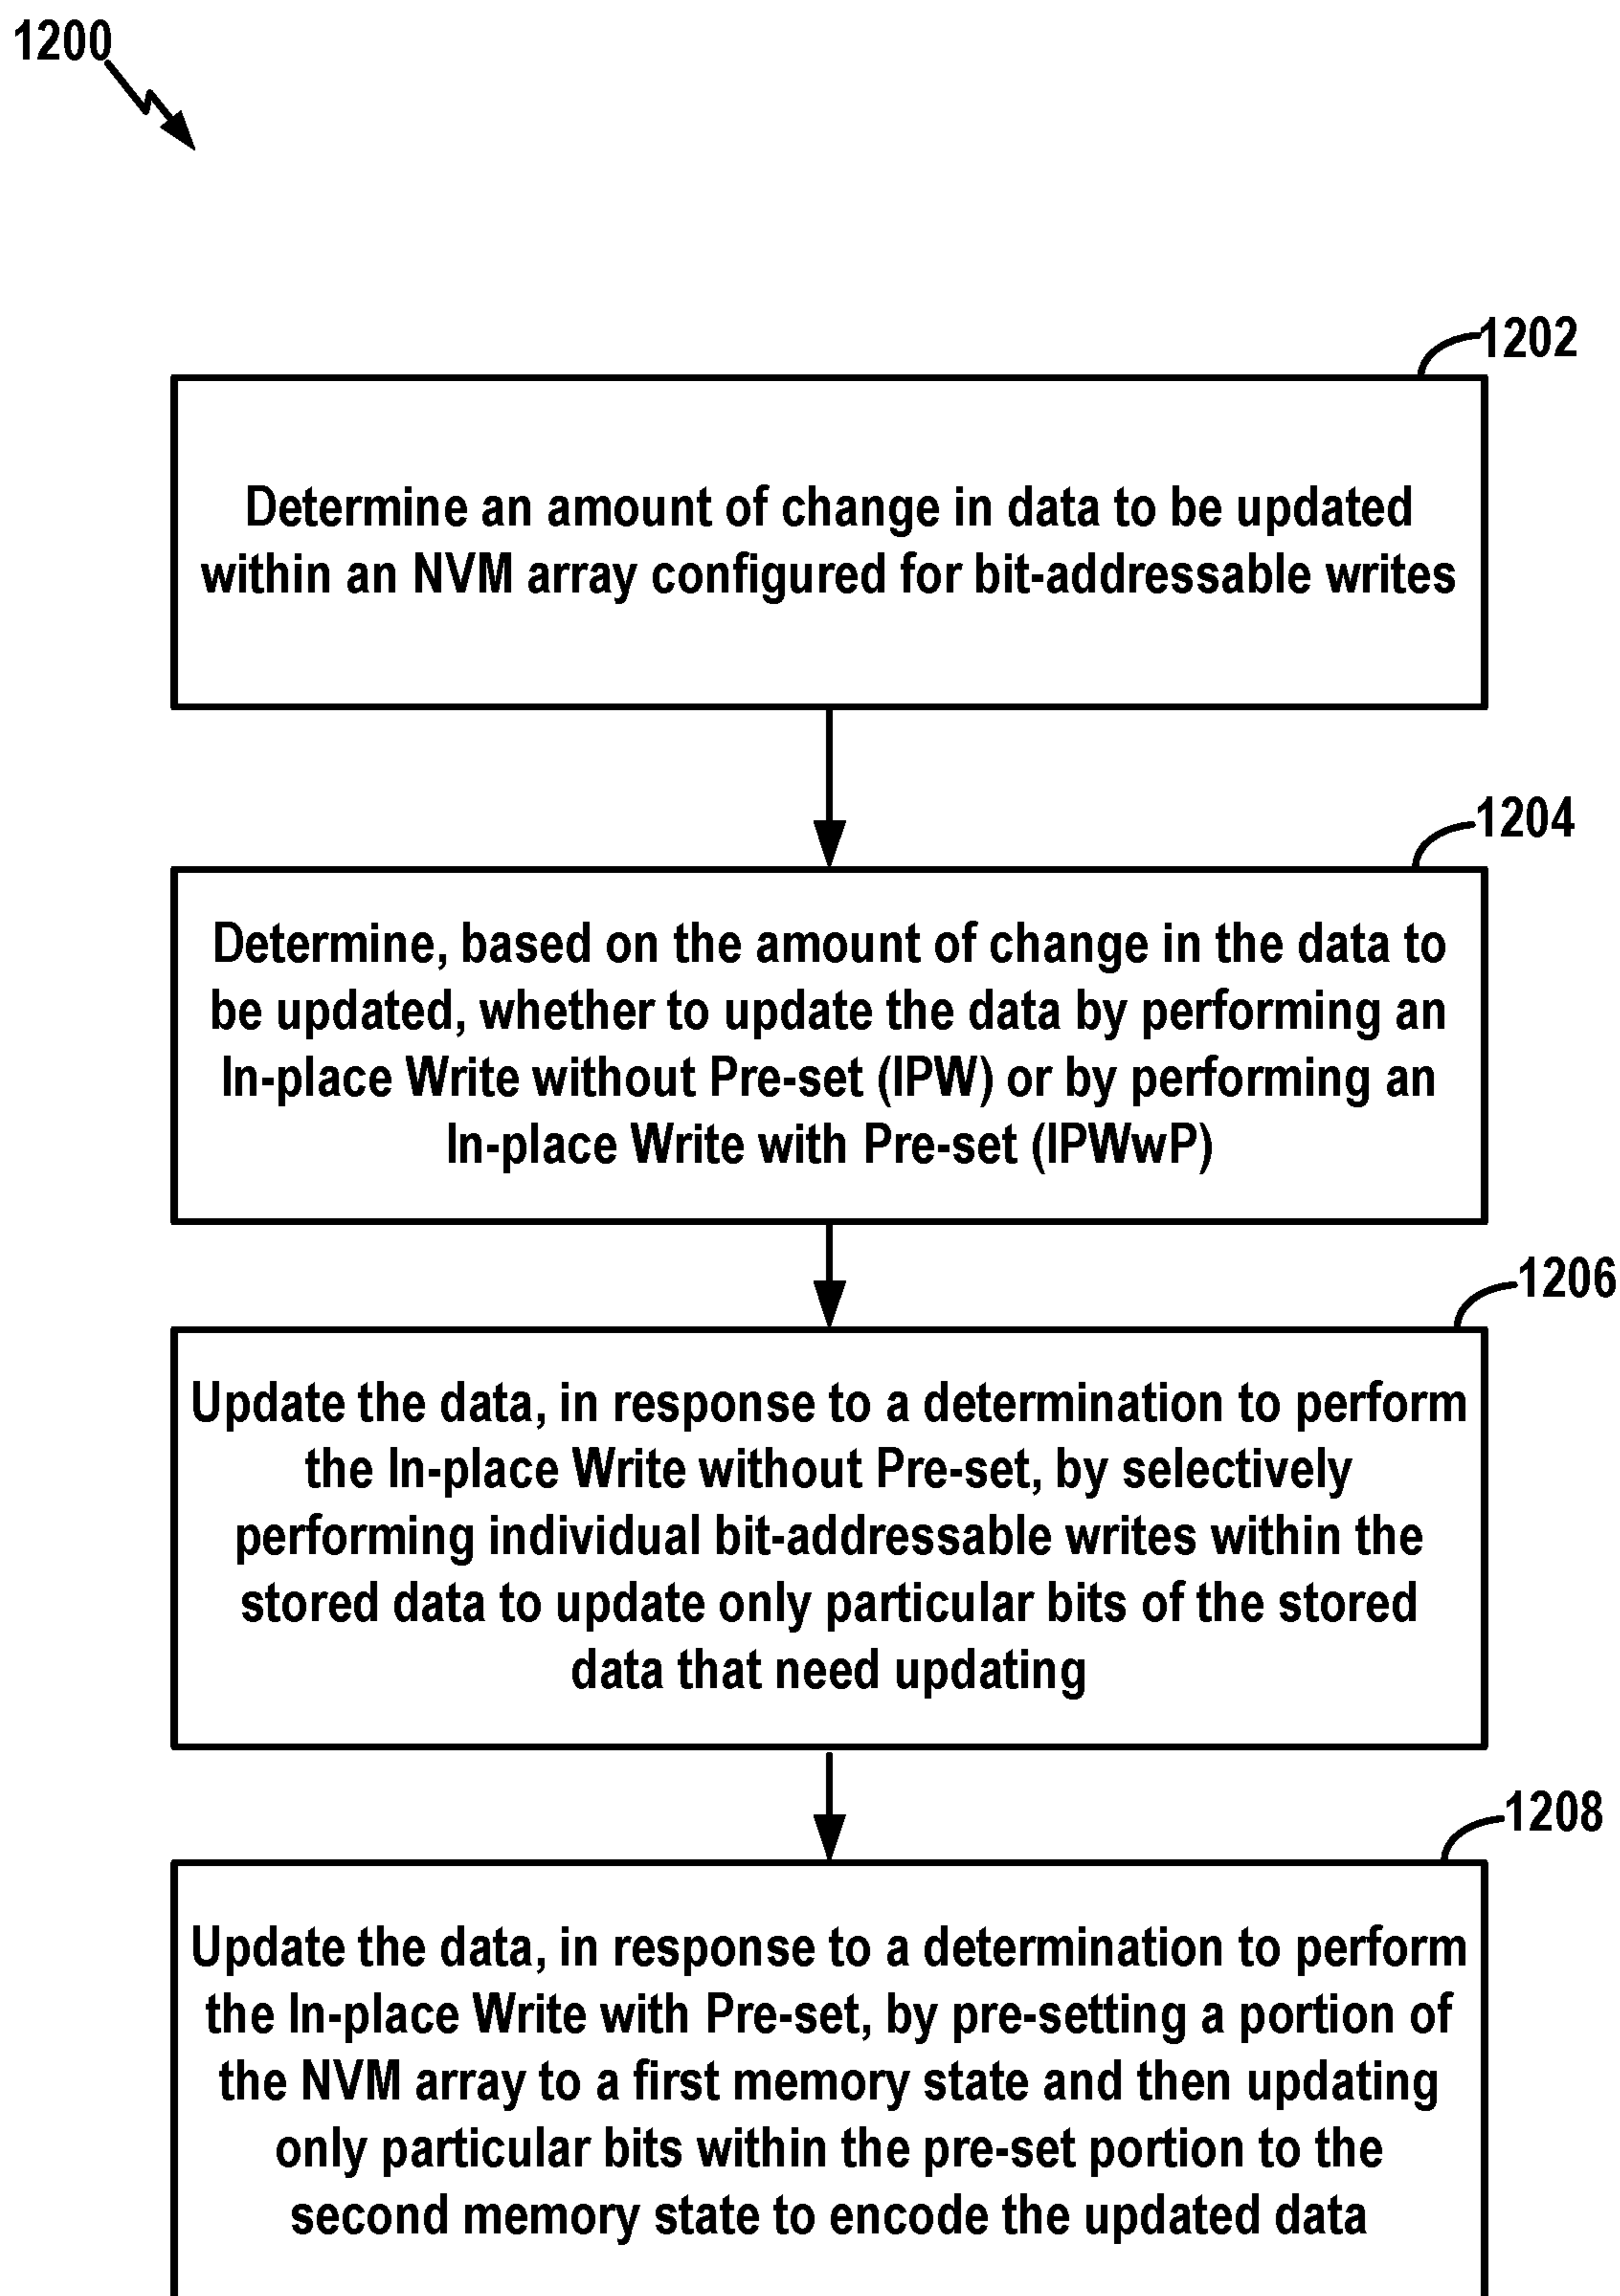 1200
1202
Determine an amount of change in data to be updated
within an NVM array configured for bit-addressable writes
1204
Determine, based on the amount of change in the data to
be updated, whether to update the data by performing an
In-place Write without Pre-set (IPW) or by performing an
In-place Write with Pre-set (IPWwP)
1206
Update the data, in response to a determination to perform
the In-place Write without Pre-set, by selectively
performing individual bit-addressable writes within the
stored data to update only particular bits of the stored
data that need updating
1208
Update the data, in response to a determination to perform
the In-place Write with Pre-set, by pre-setting a portion of
the NVM array to a first memory state and then updating
only particular bits within the pre-set portion to the
second memory state to encode the updated data